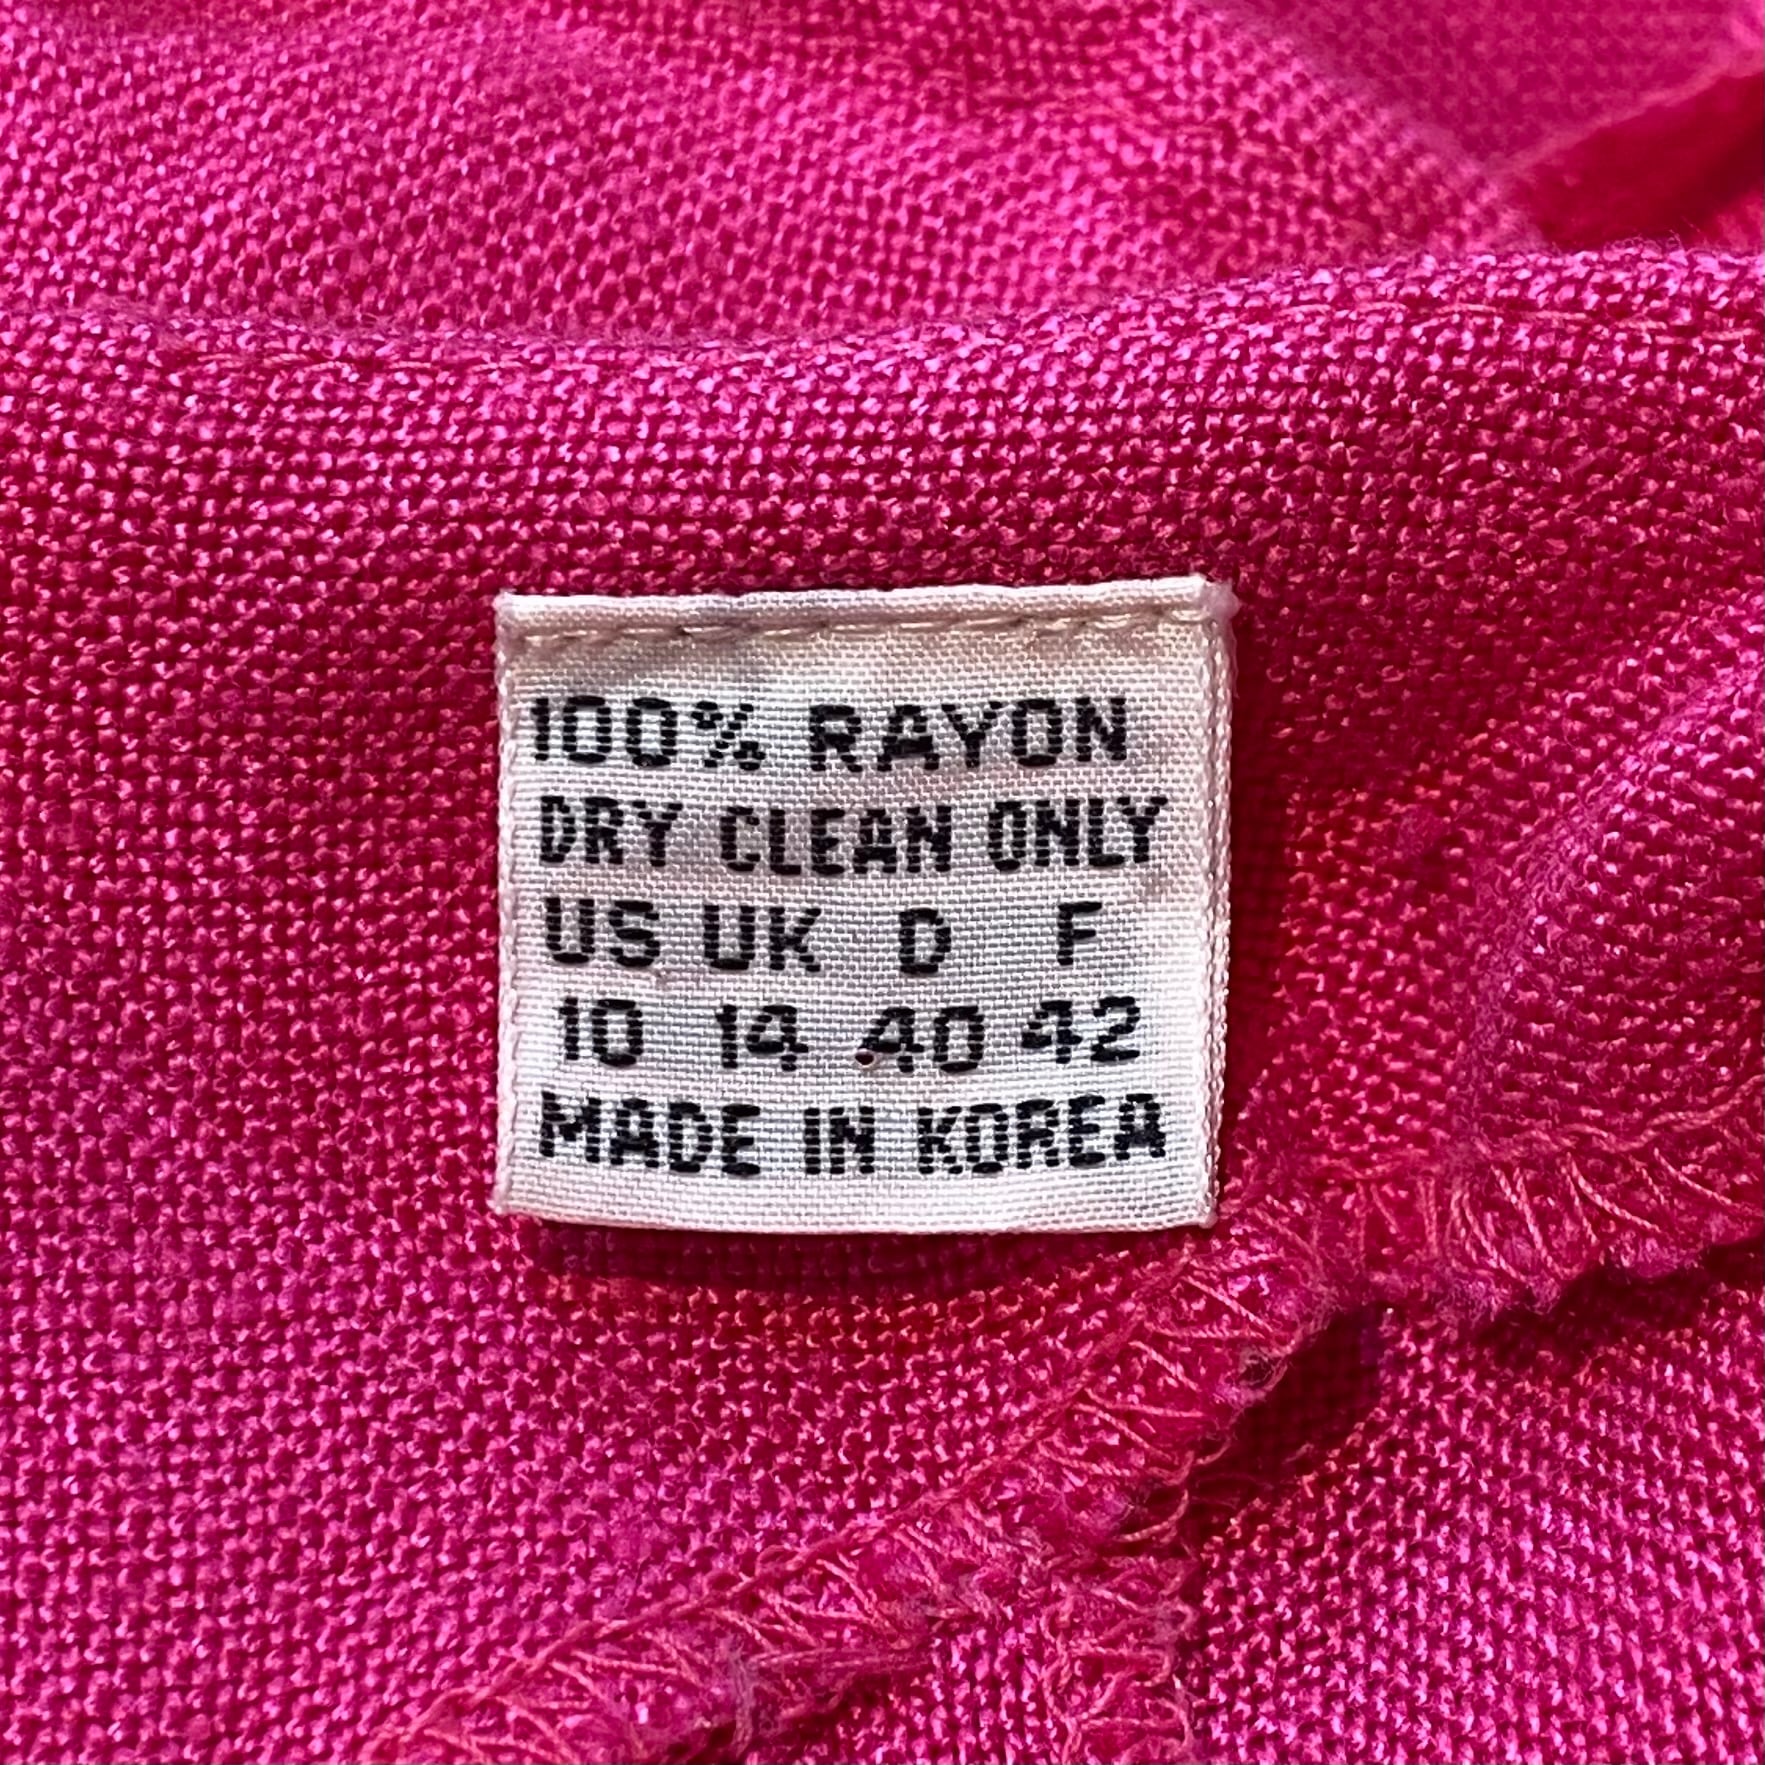 100% RAYON
DRY CLEAN ONLY
US UK D F
10 14 40 42
MADE IN KOREA